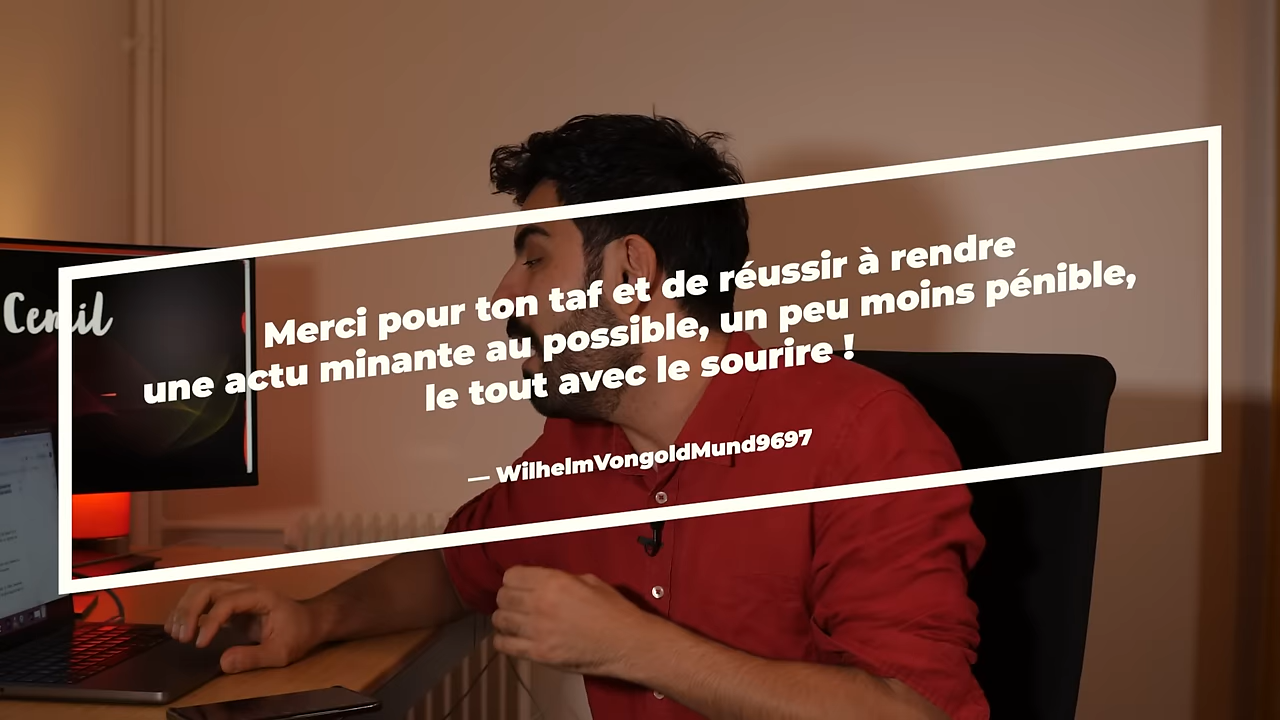 Cemil
Merci pour ton taf et de réussir à rendre
une actu minante au possible, un peu moins pénible,
le tout avec le sourire !
— WilhelmVongoldMund9697